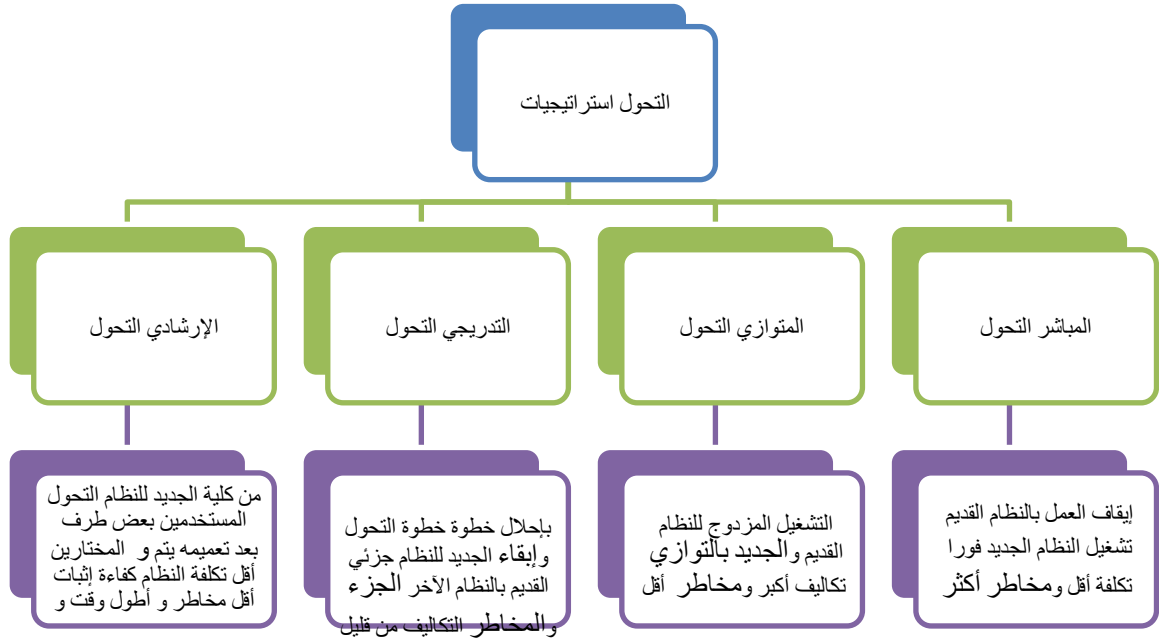 التحول استراتيجيات
المباشر التحول
المتوازي التحول
التدريجي التحول
الإرشادي التحول
إيقاف العمل بالنظام القديم
تشغيل النظام الجديد فورا
تكلفة أقل ومخاطر أكثر
التشغيل المزدوج للنظام
القديم والجديد بالتوازي
تكاليف أكبر ومخاطر أقل
بإحلال خطوة خطوة التحول
وإبقاء الجديد للنظام جزئي
القديم بالنظام الآخر الجزء
والمخاطر التكاليف من قليل
من كلية الجديد للنظام التحول
المستخدمين بعض طرف
بعد تعميمه يتم و المختارين
أقل تكلفة النظام كفاءة إثبات
أقل مخاطر و أطول وقت و